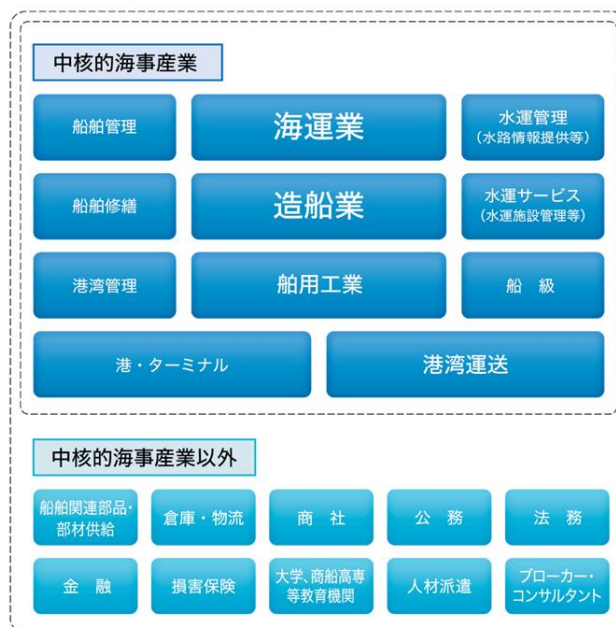 中核的海事産業
船舶管理
海運業
水運管理
（水路情報提供等）
船舶修繕
造船業
水運サービス
（水運施設管理等）
港湾管理
舶用工業
船　級
港・ターミナル
港湾運送
中核的海事産業以外
船舶関連部品・
部材供給
倉庫・物流
商　社
公　務
法　務
金　融
損害保険
大学、商船高専
等教育機関
人材派遣
ブローカー・
コンサルタント